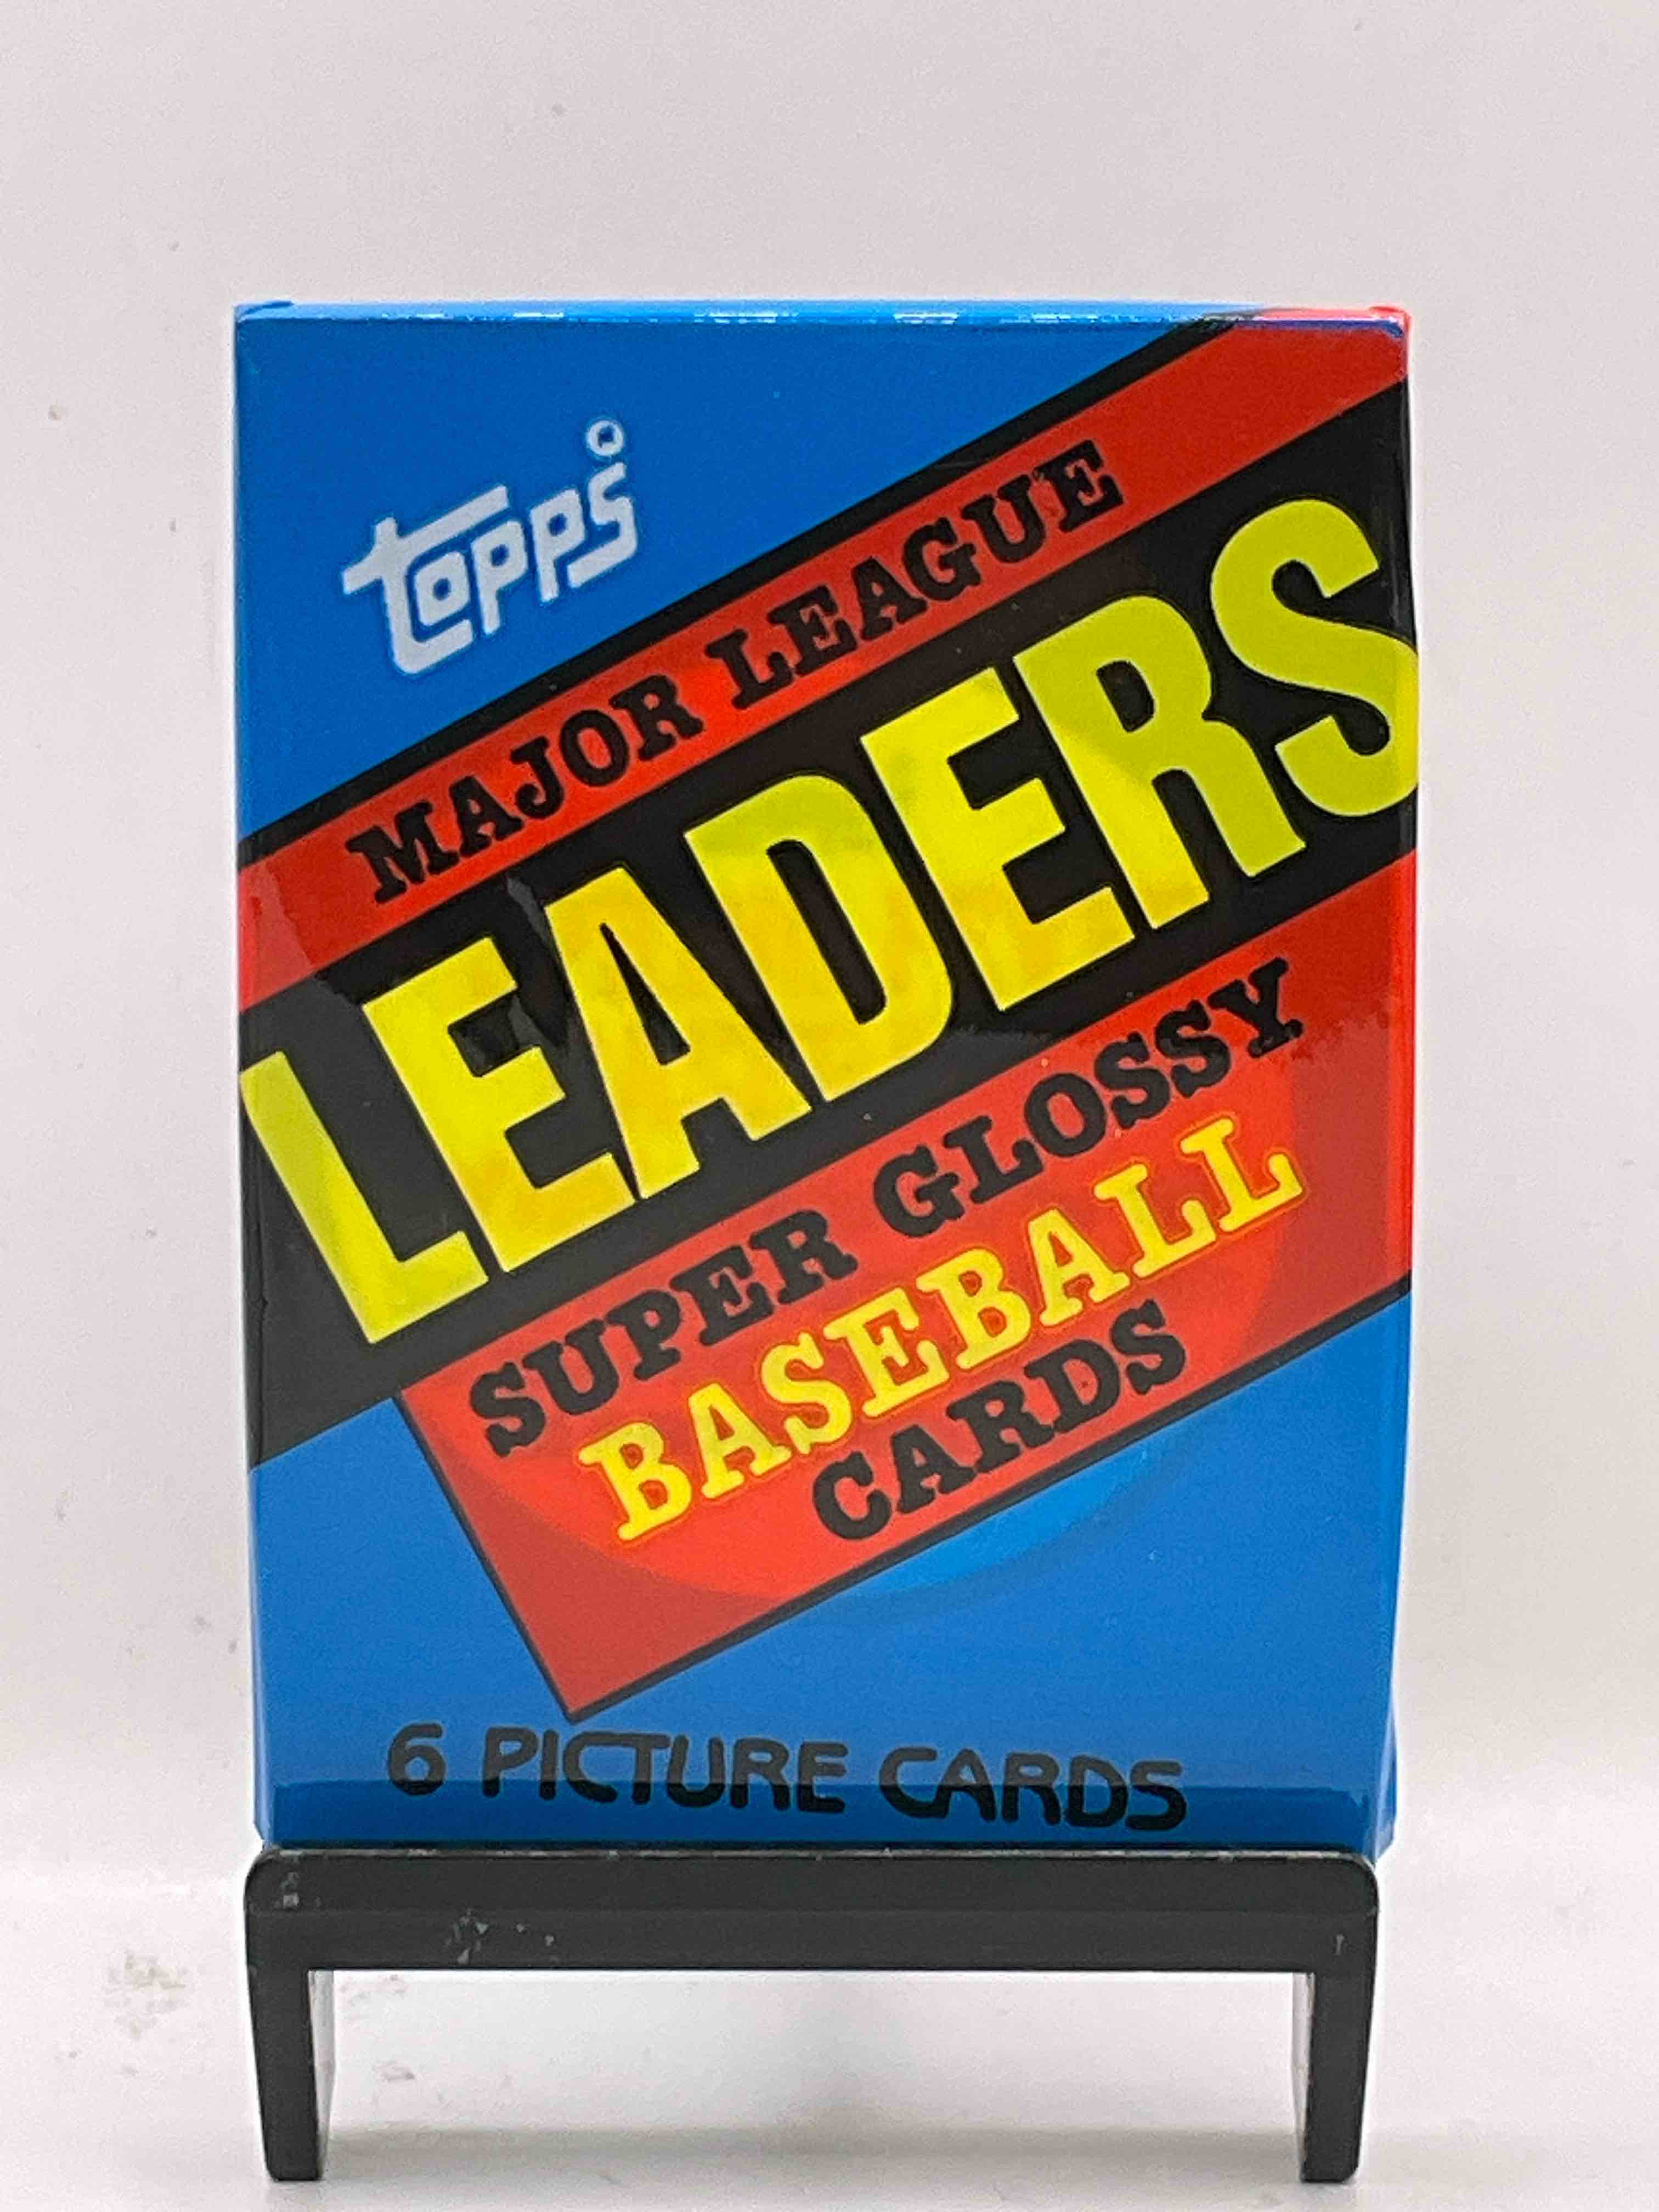 Topps
MAJOR LEAGUE
LEADERS
SUPER GLOSSY
BASEBALL
CARDS
6 PICTURE CARDS